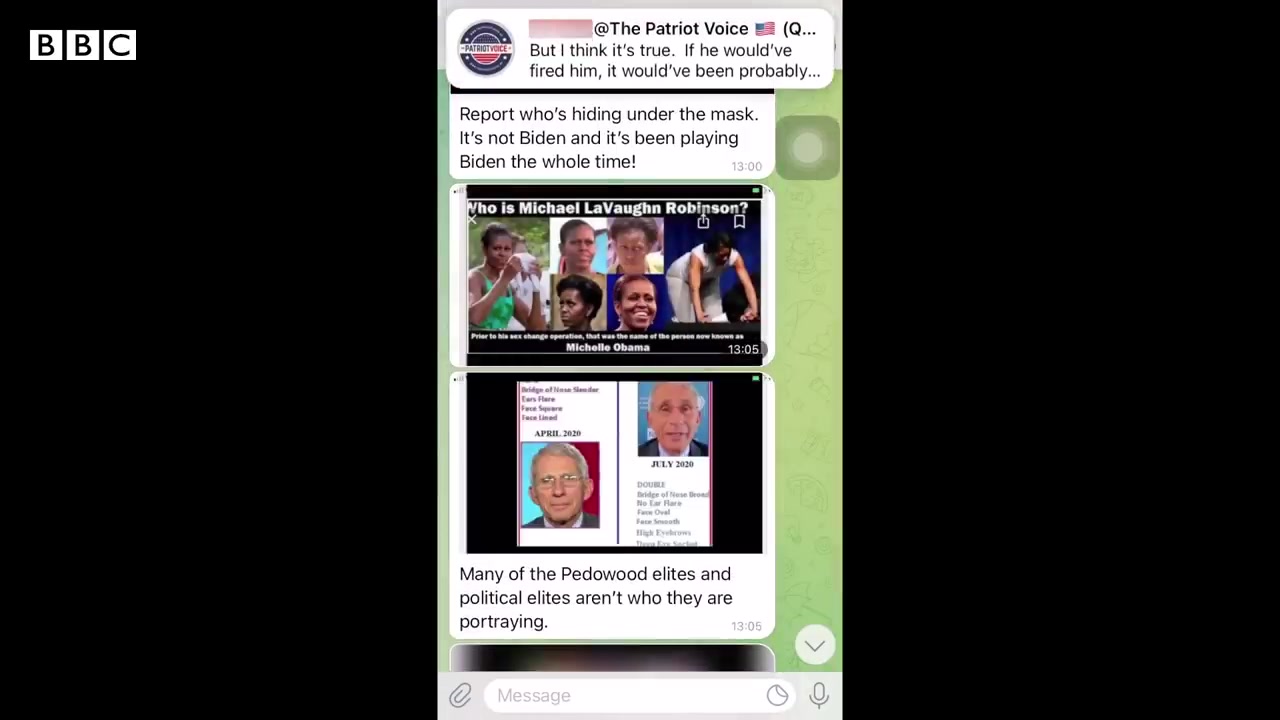 BBC
@The Patriot Voice 🇺🇸 (Q...
PATRIOTVOICE
But I think it's true. If he would've
fired him, it would've been probably...
Report who's hiding under the mask.
It's not Biden and it's been playing
Biden the whole time!
13:00
Who is Michael LaVaughn Robinson?
Prior to his sex change operation, that was the name of the person now known as
Michelle Obama
13:05
Bridge of Nose Slender
Ears Flare
Face Square
Face Lined
APRIL 2020
JULY 2020
DOUBLE
Bridge of Nose Broad
No Ear Flare
Face Oval
Face Smooth
High Eyebrows
Deep Eye Socket
Many of the Pedowood elites and
political elites aren't who they are
portraying.
13:05
Message